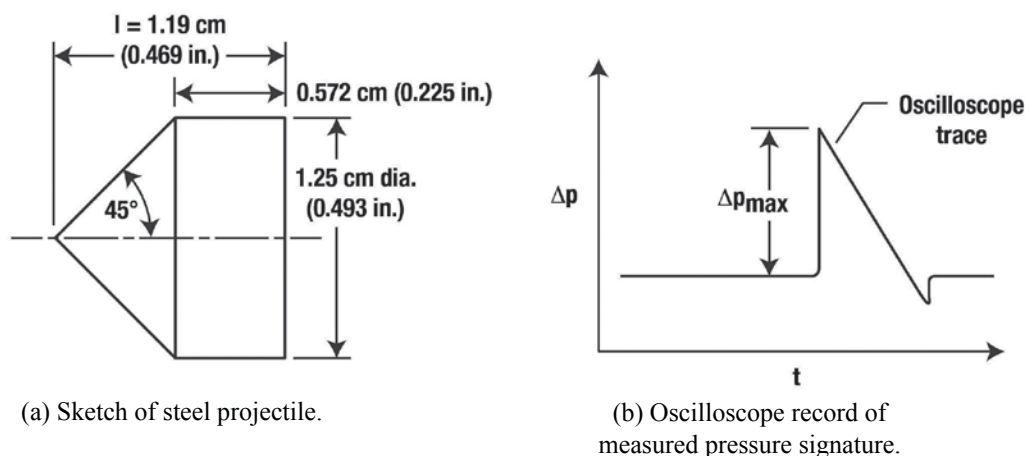 l = 1.19 cm
(0.469 in.)
0.572 cm (0.225 in.)
1.25 cm dia.
(0.493 in.)
45°
(a) Sketch of steel projectile.
Oscilloscope
trace
Δp
Δpmax
t
(b) Oscilloscope record of
measured pressure signature.